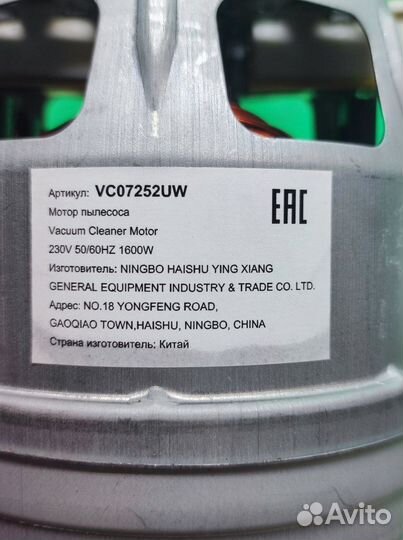 Артикул: VC07252UW
EAC
Мотор пылесоса
Vacuum Cleaner Motor
230V 50/60HZ 1600W
Изготовитель: NINGBO HAISHU YING XIANG
GENERAL EQUIPMENT INDUSTRY & TRADE CO. LTD.
Адрес: NO.18 YONGFENG ROAD,
GAOQIAO TOWN,HAISHU, NINGBO, CHINA
Страна изготовитель: Китай
Avito